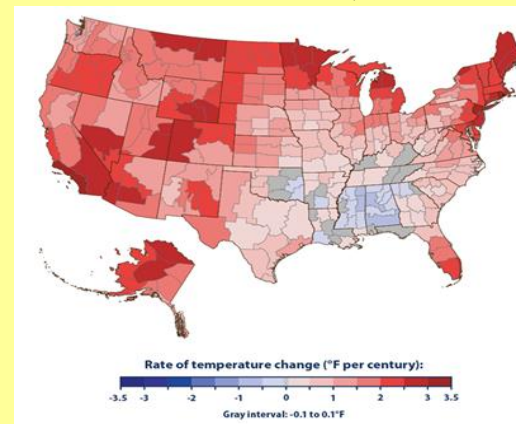 Rate of temperature change (°F per century):
-3.5 -3 -2 -1 0 1 2 3 3.5
Gray interval: -0.1 to 0.1°F